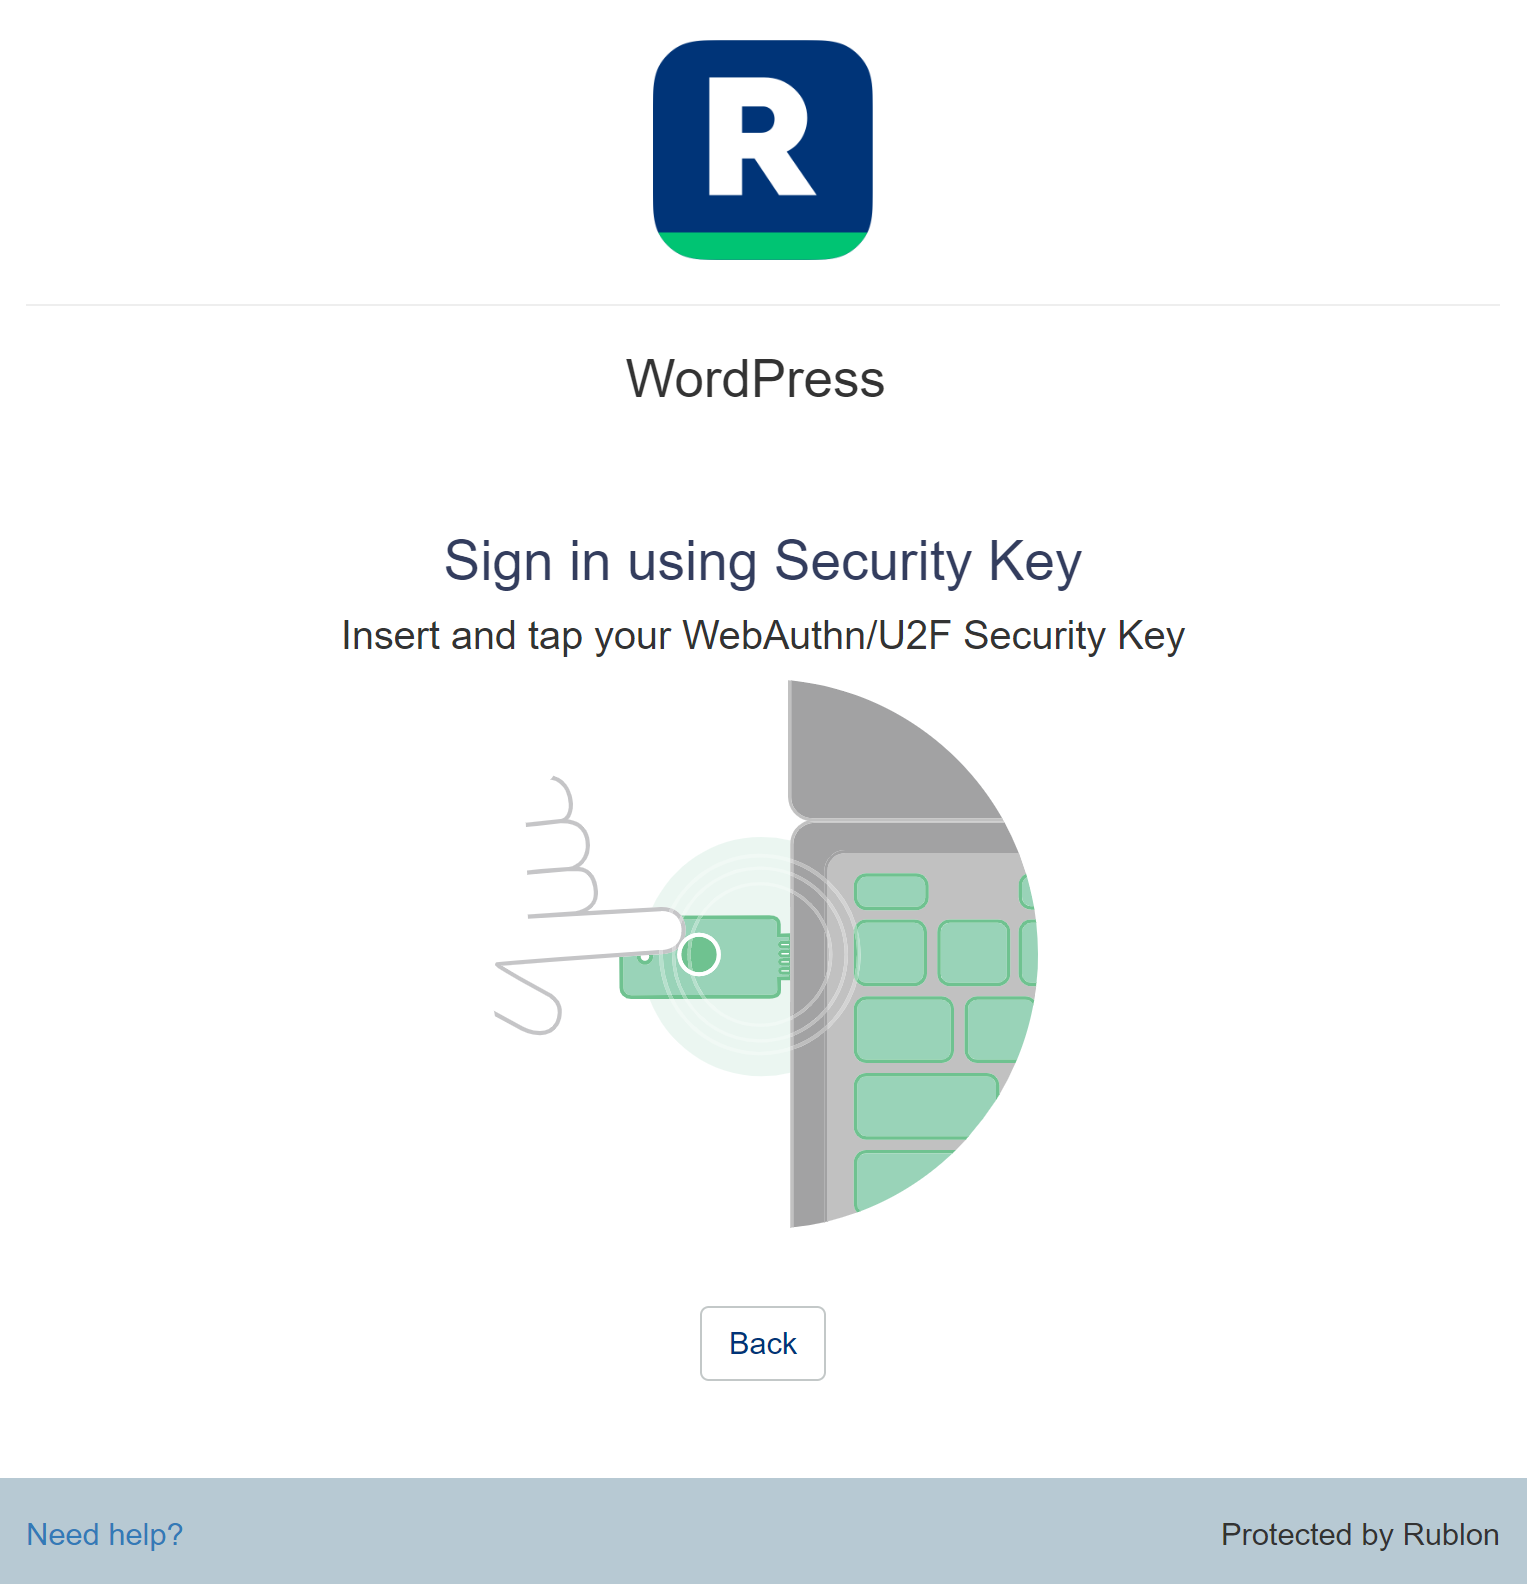 R
WordPress
Sign in using Security Key
Insert and tap your WebAuthn/U2F Security Key
Back
Need help?
Protected by Rublon